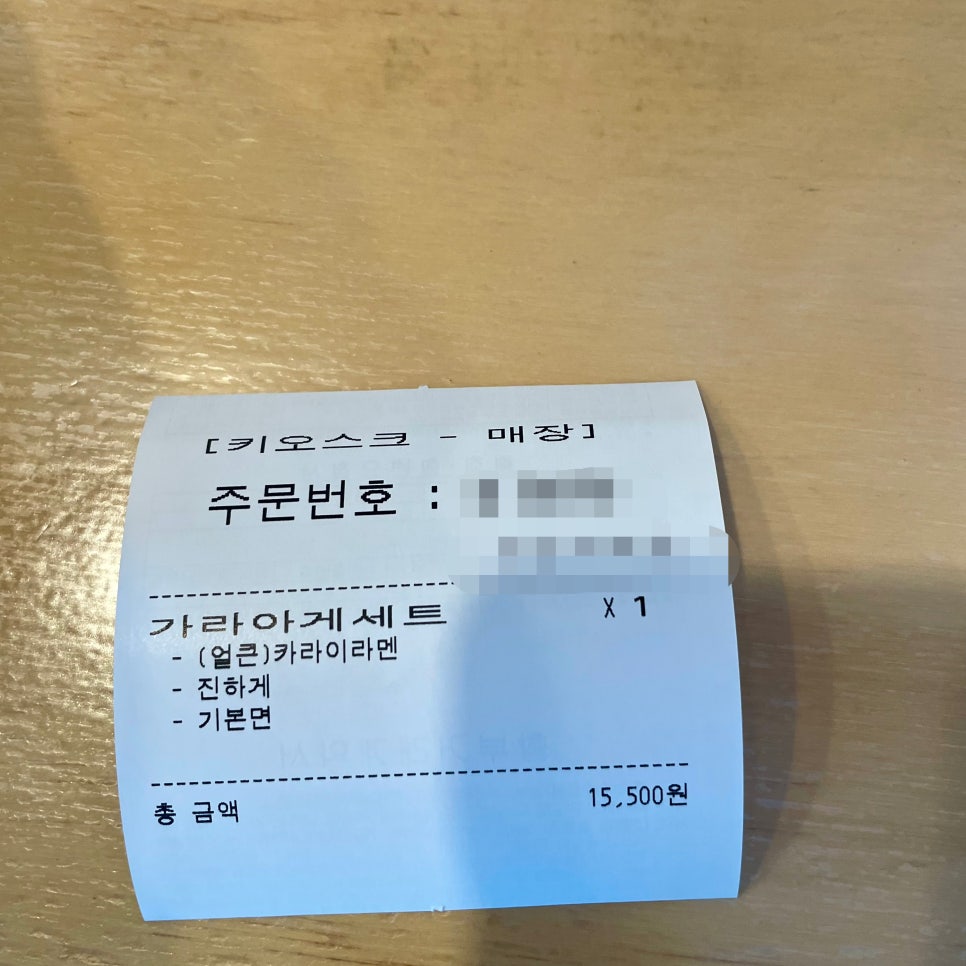 [키오스크 - 매장]
주문번호 :
가라아게세트 X 1
- (얼큰)카라이라멘
- 진하게
- 기본면
총 금액 15,500원